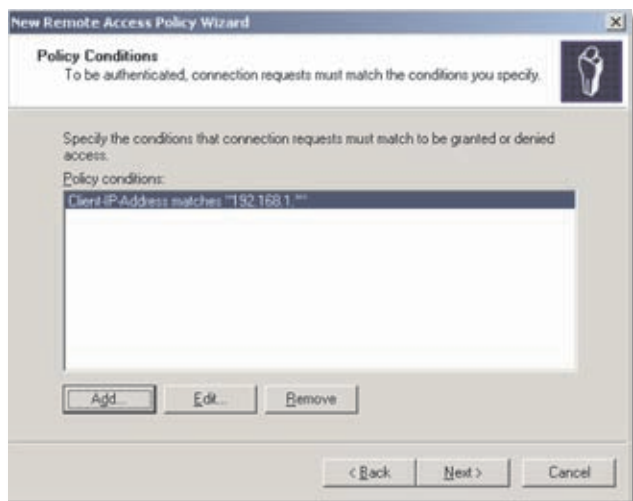 New Remote Access Policy Wizard
Policy Conditions
To be authenticated, connection requests must match the conditions you specify.
Specify the conditions that connection requests must match to be granted or denied
access.
Policy conditions:
Client-IP-Address matches "192.168.1.*"
Add...
Edit...
Remove
< Back
Next >
Cancel